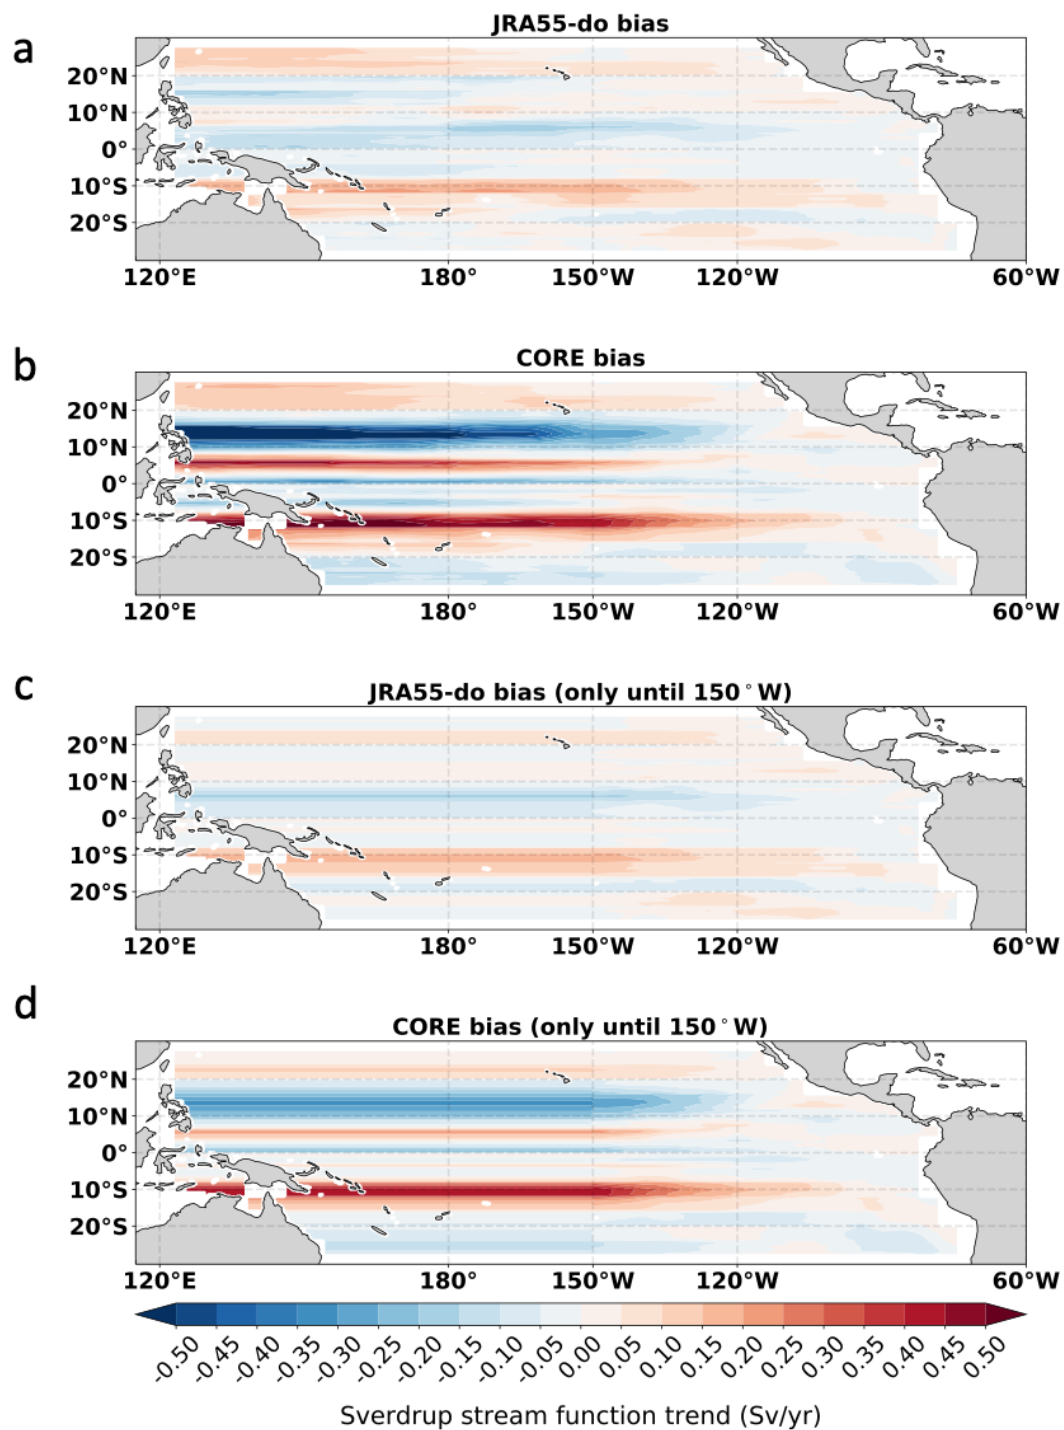 a
JRA55-do bias
20°N
10°N
0°
10°S
20°S
120°E 180° 150°W 120°W 60°W
b
CORE bias
20°N
10°N
0°
10°S
20°S
120°E 180° 150°W 120°W 60°W
c
JRA55-do bias (only until 150°W)
20°N
10°N
0°
10°S
20°S
120°E 180° 150°W 120°W 60°W
d
CORE bias (only until 150°W)
20°N
10°N
0°
10°S
20°S
120°E 180° 150°W 120°W 60°W
-0.50 -0.45 -0.40 -0.35 -0.30 -0.25 -0.20 -0.15 -0.10 -0.05 0.00 0.05 0.10 0.15 0.20 0.25 0.30 0.35 0.40 0.45 0.50
Sverdrup stream function trend (Sv/yr)